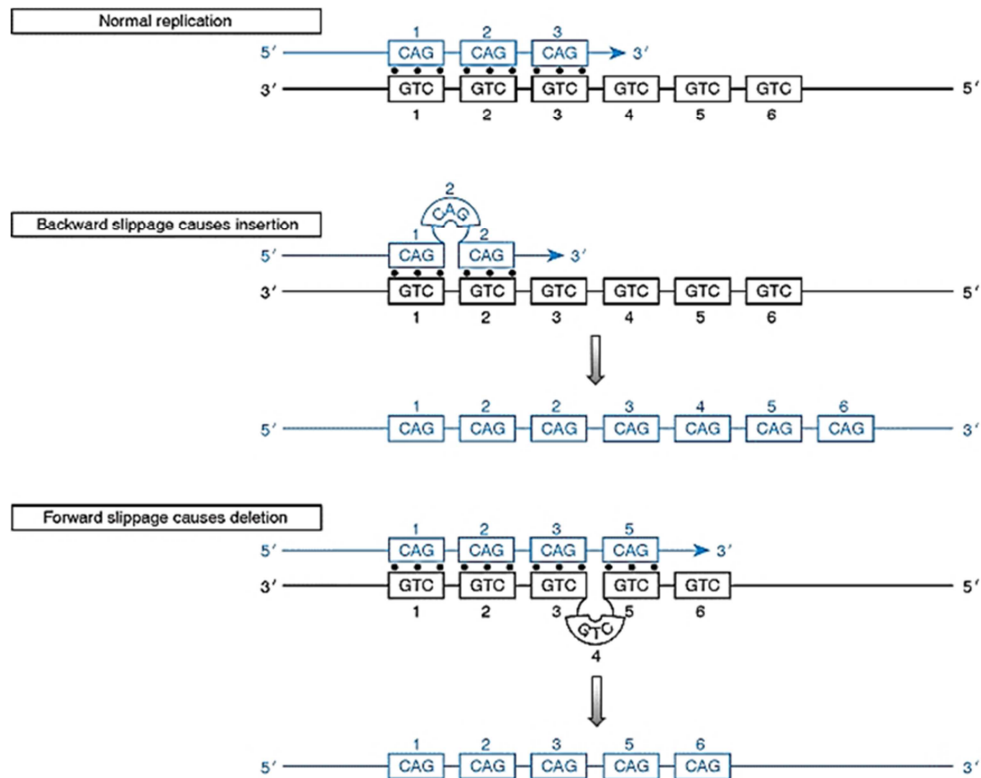 Normal replication
1 2 3
5′ CAG CAG CAG 3′
3′ GTC GTC GTC GTC GTC GTC 5′
1 2 3 4 5 6
2
CAG
Backward slippage causes insertion
1 2
5′ CAG CAG 3′
3′ GTC GTC GTC GTC GTC GTC 5′
1 2 3 4 5 6
1 2 2 3 4 5 6
5′ CAG CAG CAG CAG CAG CAG CAG 3′
Forward slippage causes deletion
1 2 3 5
5′ CAG CAG CAG CAG 3′
3′ GTC GTC GTC GTC GTC 5′
1 2 3 5 6
GTC
4
1 2 3 5 6
5′ CAG CAG CAG CAG CAG 3′